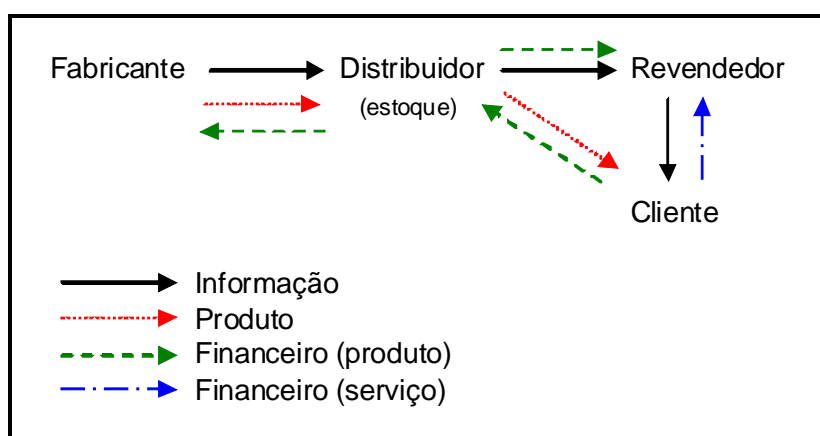 Fabricante Distribuidor Revendedor
(estoque)
Cliente
Informação
Produto
Financeiro (produto)
Financeiro (serviço)